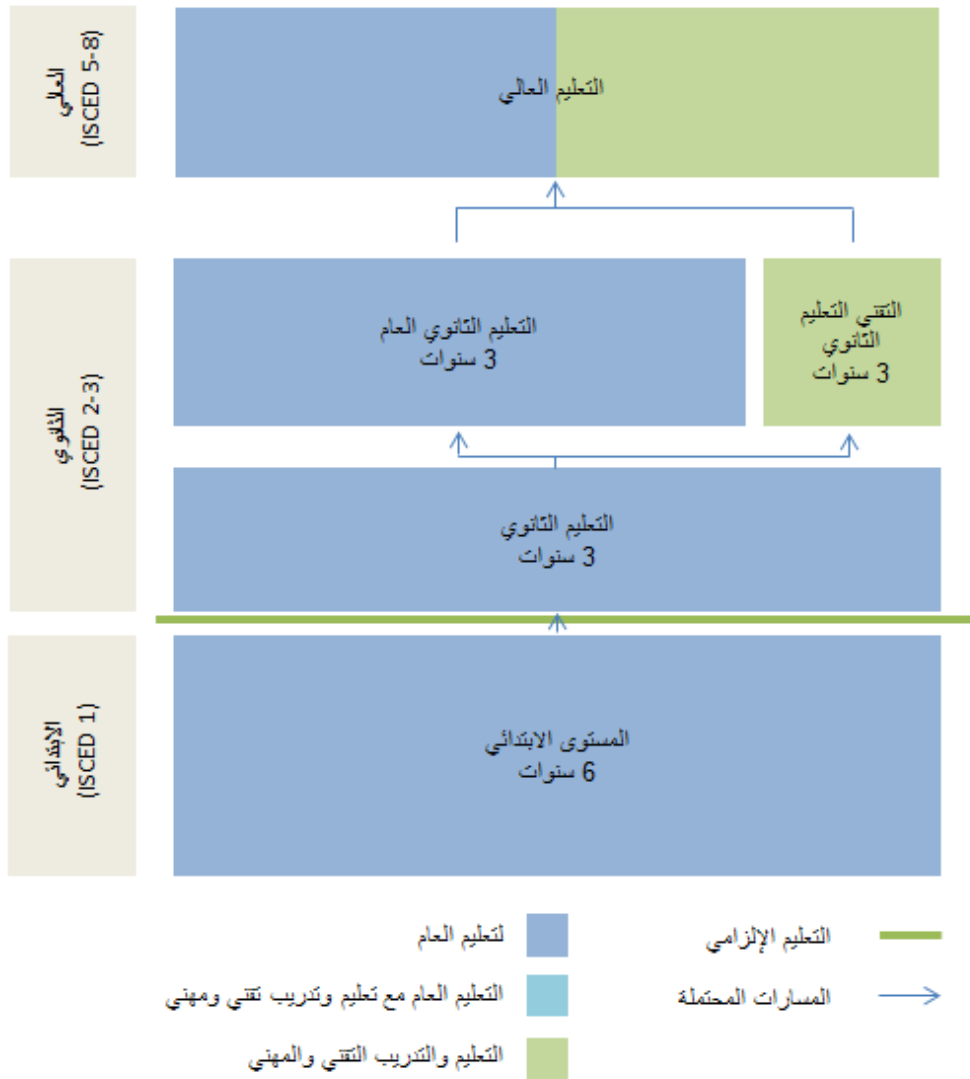 العالي
(ISCED 5-8)
التعليم العالي
الثانوي
(ISCED 2-3)
التعليم الثانوي العام
3 سنوات
التقني التعليم
الثانوي
3 سنوات
التعليم الثانوي
3 سنوات
الابتدائي
(ISCED 1)
المستوى الابتدائي
6 سنوات
التعليم الإلزامي
لتعليم العام
المسارات المحتملة
التعليم العام مع تعليم وتدريب تقني ومهني
التعليم والتدريب التقني والمهني